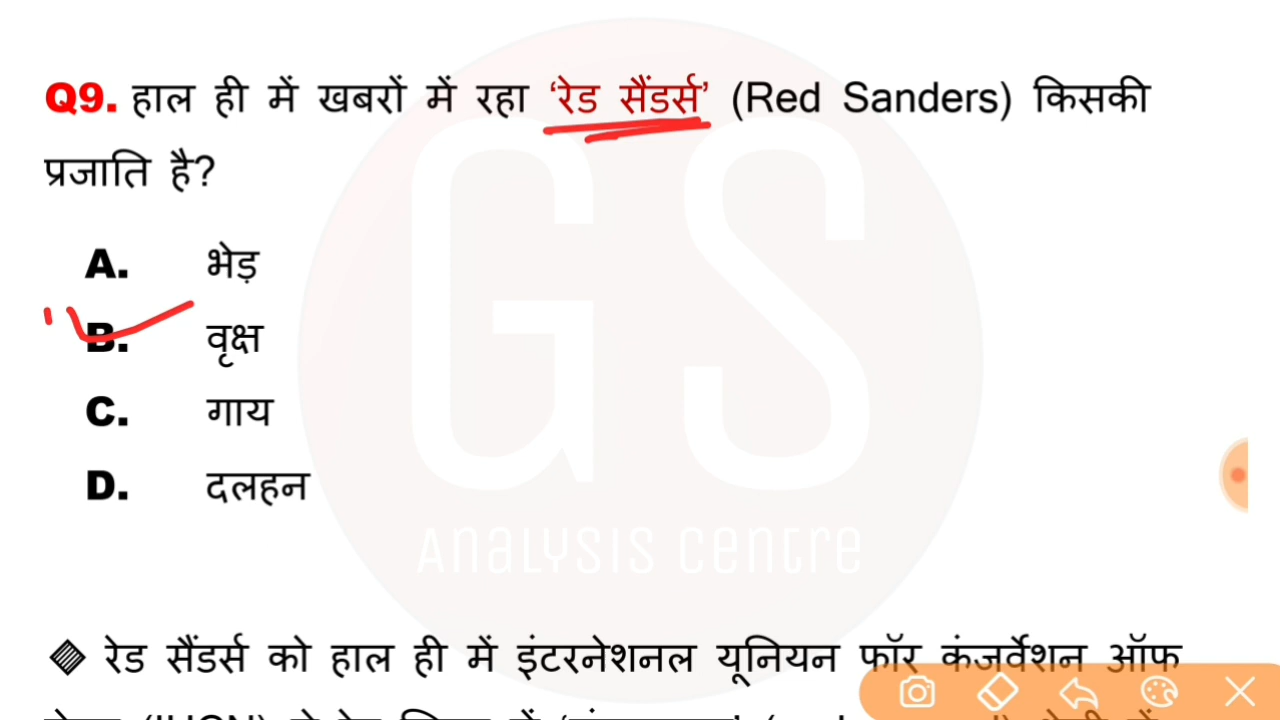 Q9. हाल ही में खबरों में रहा ‘रेड सैंडर्स’ (Red Sanders) किसकी
प्रजाति है?
A. भेड़
B. वृक्ष
C. गाय
D. दलहन
GS
Analysis Centre
रेड सैंडर्स को हाल ही में इंटरनेशनल यूनियन फॉर कंजर्वेशन ऑफ